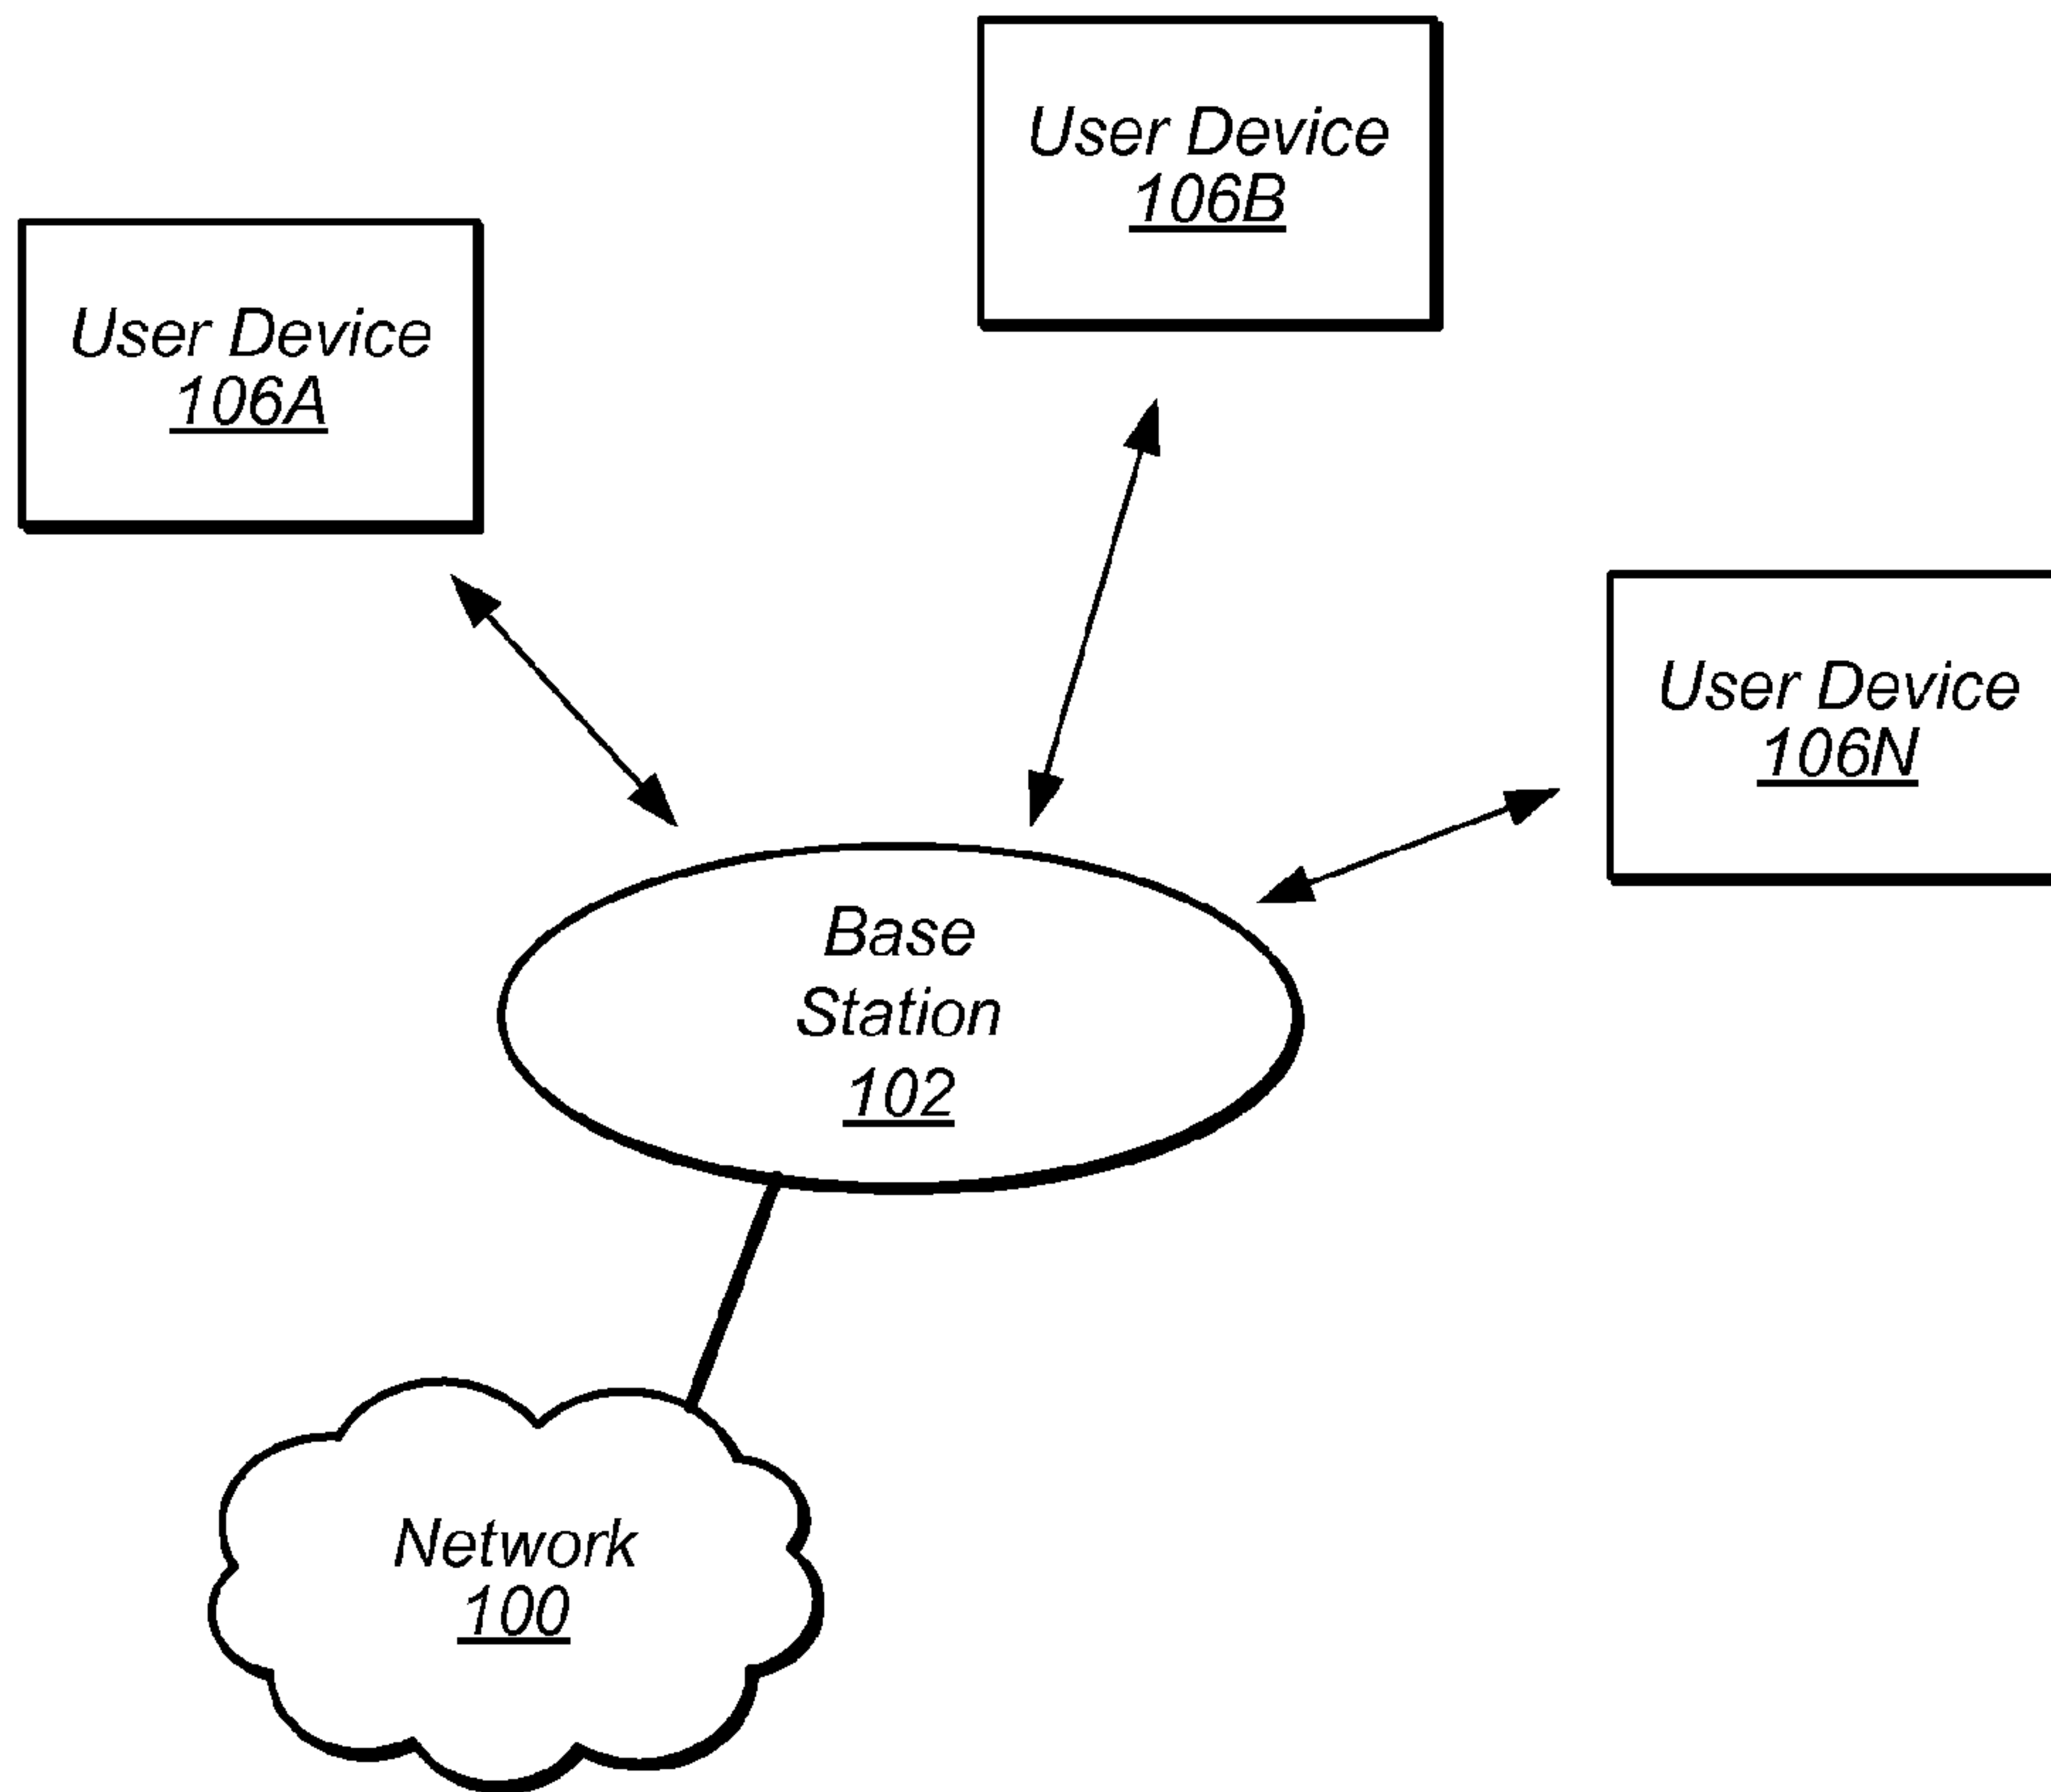 User Device
106B
User Device
106A
User Device
106N
Base
Station
102
Network
100